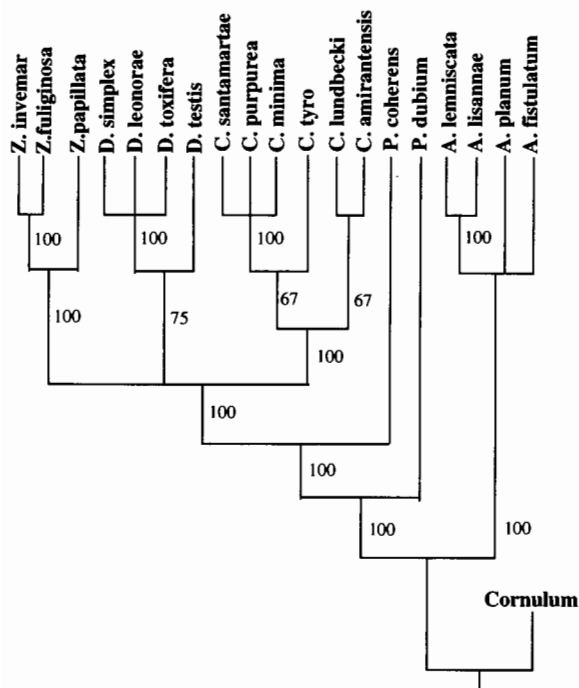 Z. invemar
Z.fuliginosa
Z.papillata
D. simplex
D. leonorae
D. toxifera
D. testis
C. santamartae
C. purpurea
C. minima
C. tyro
C. lundbecki
C. amirantensis
P. coherens
P. dubium
A. lemniscata
A. lisannae
A. planum
A. fistulatum
100
100
100
100
67
67
100
75
100
100
100
100
100
Cornulum